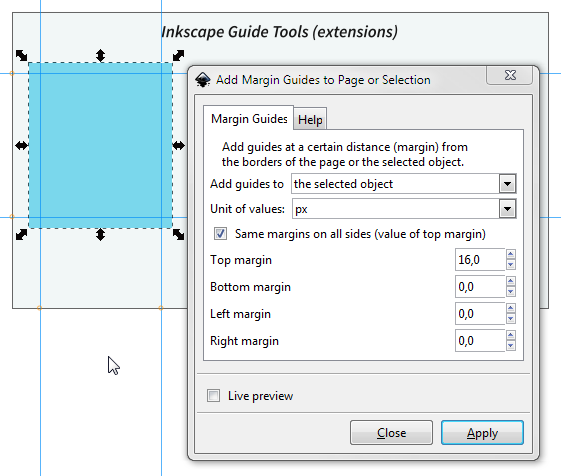 Inkscape Guide Tools (extensions)
Add Margin Guides to Page or Selection
Margin Guides Help
Add guides at a certain distance (margin) from
the borders of the page or the selected object.
Add guides to the selected object
Unit of values: px
Same margins on all sides (value of top margin)
Top margin 16,0
Bottom margin 0,0
Left margin 0,0
Right margin 0,0
Live preview
Close Apply